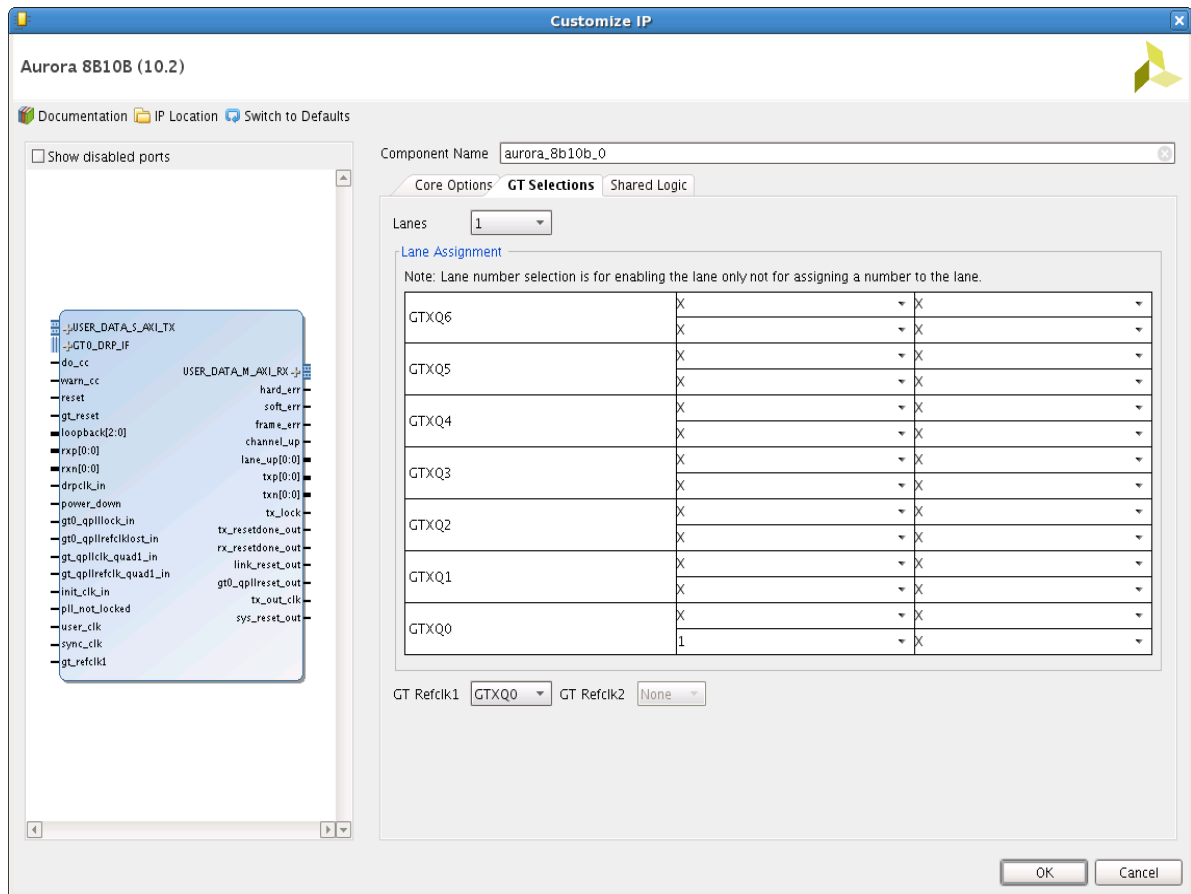 Customize IP
Aurora 8B10B (10.2)
Documentation IP Location Switch to Defaults
Show disabled ports
USER_DATA_S_AXI_TX
GT0_DRP_IF
do_cc
warn_cc
reset
gt_reset
loopback[2:0]
rxp[0:0]
rxn[0:0]
drpclk_in
power_down
gt0_qplllock_in
gt0_qpllrefclklost_in
gt_qpllclk_quad1_in
gt_qpllrefclk_quad1_in
init_clk_in
pll_not_locked
user_clk
sync_clk
gt_refclk1
USER_DATA_M_AXI_RX
hard_err
soft_err
frame_err
channel_up
lane_up[0:0]
txp[0:0]
txn[0:0]
tx_lock
tx_resetdone_out
rx_resetdone_out
link_reset_out
gt0_qpllreset_out
tx_out_clk
sys_reset_out
Component Name aurora_8b10b_0
Core Options GT Selections Shared Logic
Lanes 1
Lane Assignment
Note: Lane number selection is for enabling the lane only not for assigning a number to the lane.
GTXQ6
X X
X X
GTXQ5
X X
X X
GTXQ4
X X
X X
GTXQ3
X X
X X
GTXQ2
X X
X X
GTXQ1
X X
X X
GTXQ0
X X
1 X
GT Refclk1 GTXQ0 GT Refclk2 None
OK Cancel